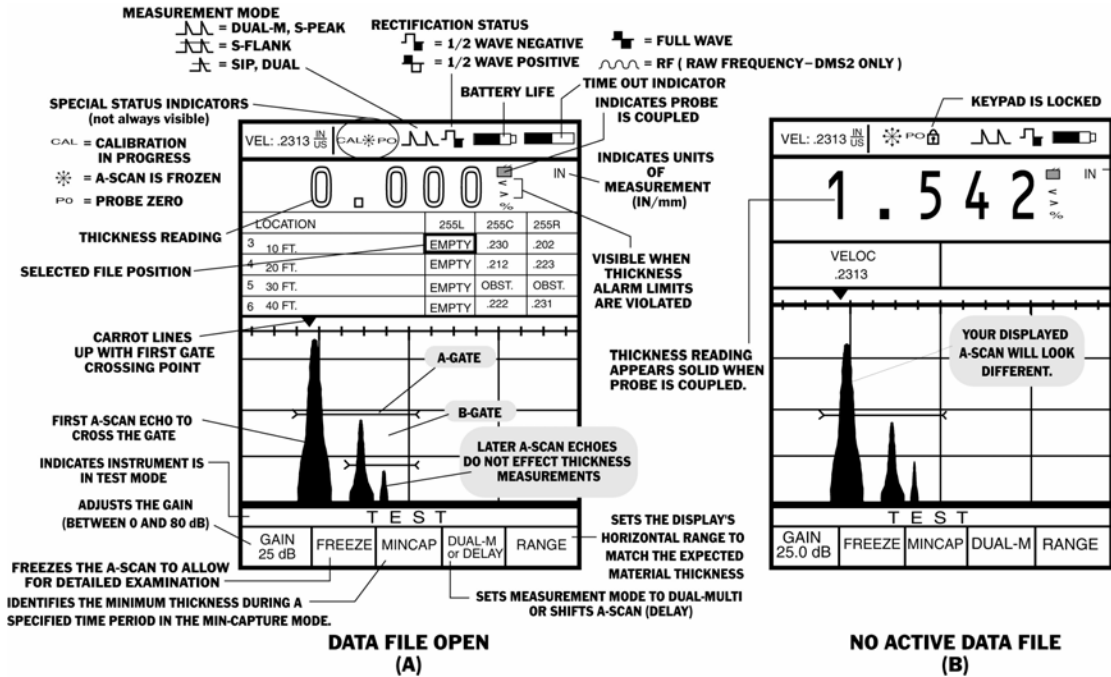 MEASUREMENT MODE
= DUAL-M, S-PEAK
= S-FLANK
= SIP, DUAL
RECTIFICATION STATUS
= 1/2 WAVE NEGATIVE
= 1/2 WAVE POSITIVE
= FULL WAVE
= RF ( RAW FREQUENCY–DMS2 ONLY )
BATTERY LIFE
TIME OUT INDICATOR
SPECIAL STATUS INDICATORS
(not always visible)
CAL = CALIBRATION
IN PROGRESS
= A-SCAN IS FROZEN
PO = PROBE ZERO
INDICATES PROBE
IS COUPLED
KEYPAD IS LOCKED
VEL: .2313 IN
US
CAL PO
0.000
<
>
%
IN
INDICATES UNITS
OF
MEASUREMENT
(IN/mm)
THICKNESS READING
LOCATION 255L 255C 255R
3 10 FT. EMPTY .230 .202
4 20 FT. EMPTY .212 .223
5 30 FT. EMPTY OBST. OBST.
6 40 FT. EMPTY .222 .231
SELECTED FILE POSITION
VISIBLE WHEN
THICKNESS
ALARM LIMITS
ARE VIOLATED
CARROT LINES
UP WITH FIRST GATE
CROSSING POINT
A-GATE
B-GATE
FIRST A-SCAN ECHO TO
CROSS THE GATE
LATER A-SCAN ECHOES
DO NOT EFFECT THICKNESS
MEASUREMENTS
INDICATES INSTRUMENT IS
IN TEST MODE
TEST
ADJUSTS THE GAIN
(BETWEEN 0 AND 80 dB)
GAIN
25 dB
FREEZE
MINCAP
DUAL-M
or DELAY
RANGE
SETS THE DISPLAY'S
HORIZONTAL RANGE TO
MATCH THE EXPECTED
MATERIAL THICKNESS
FREEZES THE A-SCAN TO ALLOW
FOR DETAILED EXAMINATION
IDENTIFIES THE MINIMUM THICKNESS DURING A
SPECIFIED TIME PERIOD IN THE MIN-CAPTURE MODE.
SETS MEASUREMENT MODE TO DUAL-MULTI
OR SHIFTS A-SCAN (DELAY)
DATA FILE OPEN
(A)
VEL: .2313 IN
US
PO
1.542
<
>
%
IN
VELOC
.2313
THICKNESS READING
APPEARS SOLID WHEN
PROBE IS COUPLED.
YOUR DISPLAYED
A-SCAN WILL LOOK
DIFFERENT.
TEST
GAIN
25.0 dB
FREEZE
MINCAP
DUAL-M
RANGE
NO ACTIVE DATA FILE
(B)